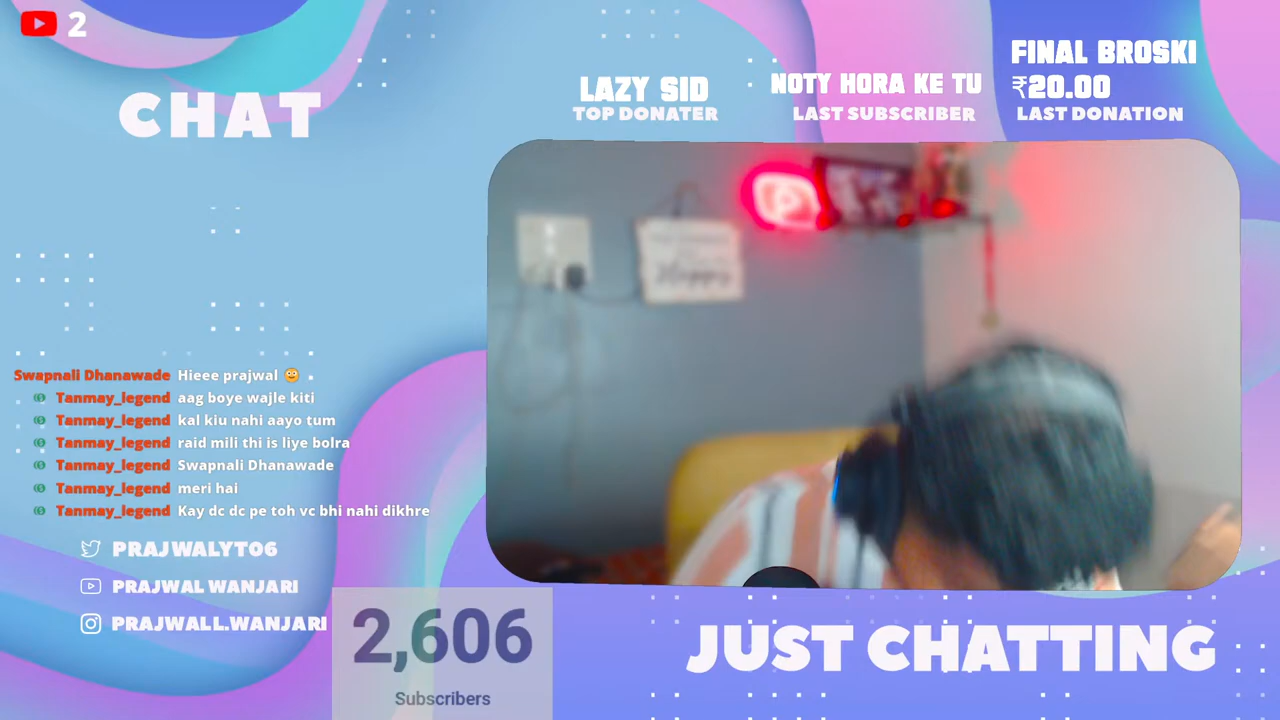 2
CHAT
LAZY SID
TOP DONATER
NOTY HORA KE TU
LAST SUBSCRIBER
FINAL BROSKI
₹20.00
LAST DONATION
Happy
Swapnali Dhanawade Hieee prajwal
Tanmay_legend aag boye wajle kiti
Tanmay_legend kal kiu nahi aayo tum
Tanmay_legend raid mili thi is liye bolra
Tanmay_legend Swapnali Dhanawade
Tanmay_legend meri hai
Tanmay_legend Kay dc dc pe toh vc bhi nahi dikhre
PRAJWALYT06
PRAJWAL WANJARI
PRAJWALL.WANJARI
2,606
Subscribers
JUST CHATTING